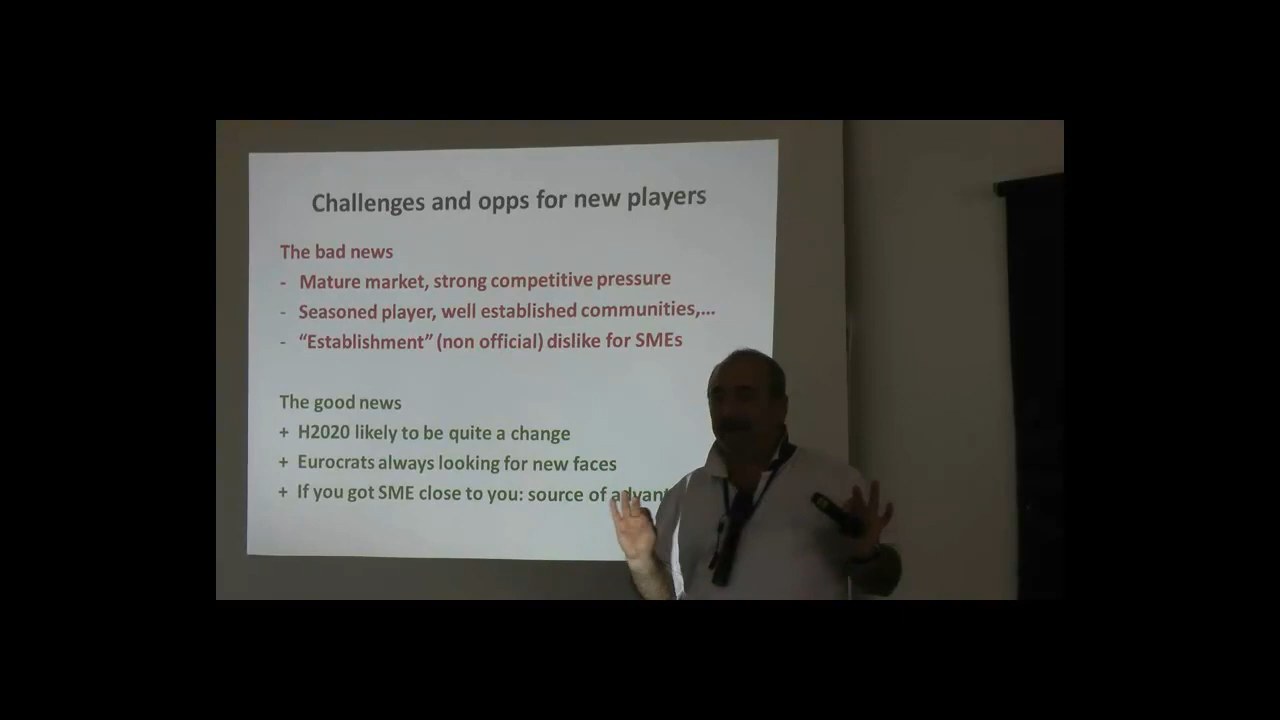 Challenges and opps for new players
The bad news
- Mature market, strong competitive pressure
- Seasoned player, well established communities,...
- “Establishment” (non official) dislike for SMEs
The good news
+ H2020 likely to be quite a change
+ Eurocrats always looking for new faces
+ If you got SME close to you: source of